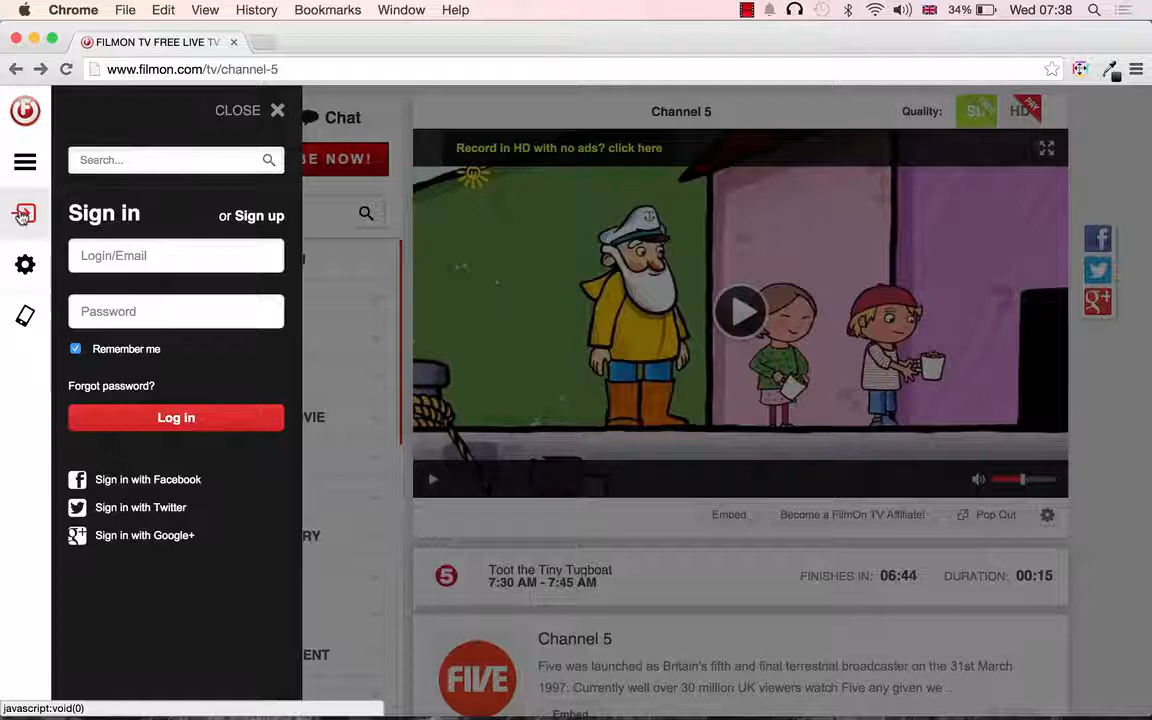 Chrome File Edit View History Bookmarks Window Help 34% Wed 07:38
FILMON TV FREE LIVE TV
www.filmon.com/tv/channel-5
CLOSE
Chat
Channel 5
Quality:
HD
PAY
Search...
BE NOW!
Record in HD with no ads? click here
Sign in or Sign up
Login/Email
Password
Remember me
Forgot password?
Log in
OVIE
Sign in with Facebook
Sign in with Twitter
Sign in with Google+
RY
ENT
Embed Become a FilmOn TV Affiliate! Pop Out
5
Toot the Tiny Tugboat
7:30 AM - 7:45 AM
FINISHES IN: 06:44 DURATION: 00:15
FIVE
Channel 5
Five was launched as Britain's fifth and final terrestrial broadcaster on the 31st March
1997. Currently well over 30 million UK viewers watch Five any given we ...
Embed
javascript:void(0)